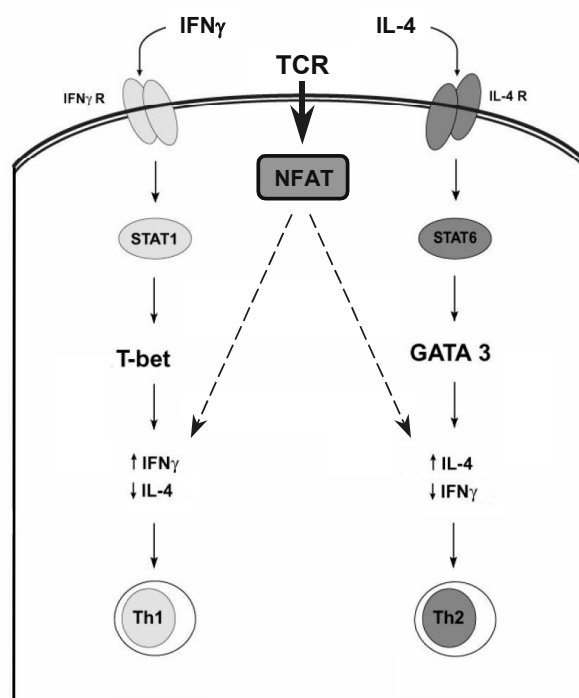 IFNγ
IL-4
TCR
IFNγ R
IL-4 R
NFAT
STAT1
STAT6
T-bet
GATA 3
↑ IFNγ
↓ IL-4
↑ IL-4
↓ IFNγ
Th1
Th2